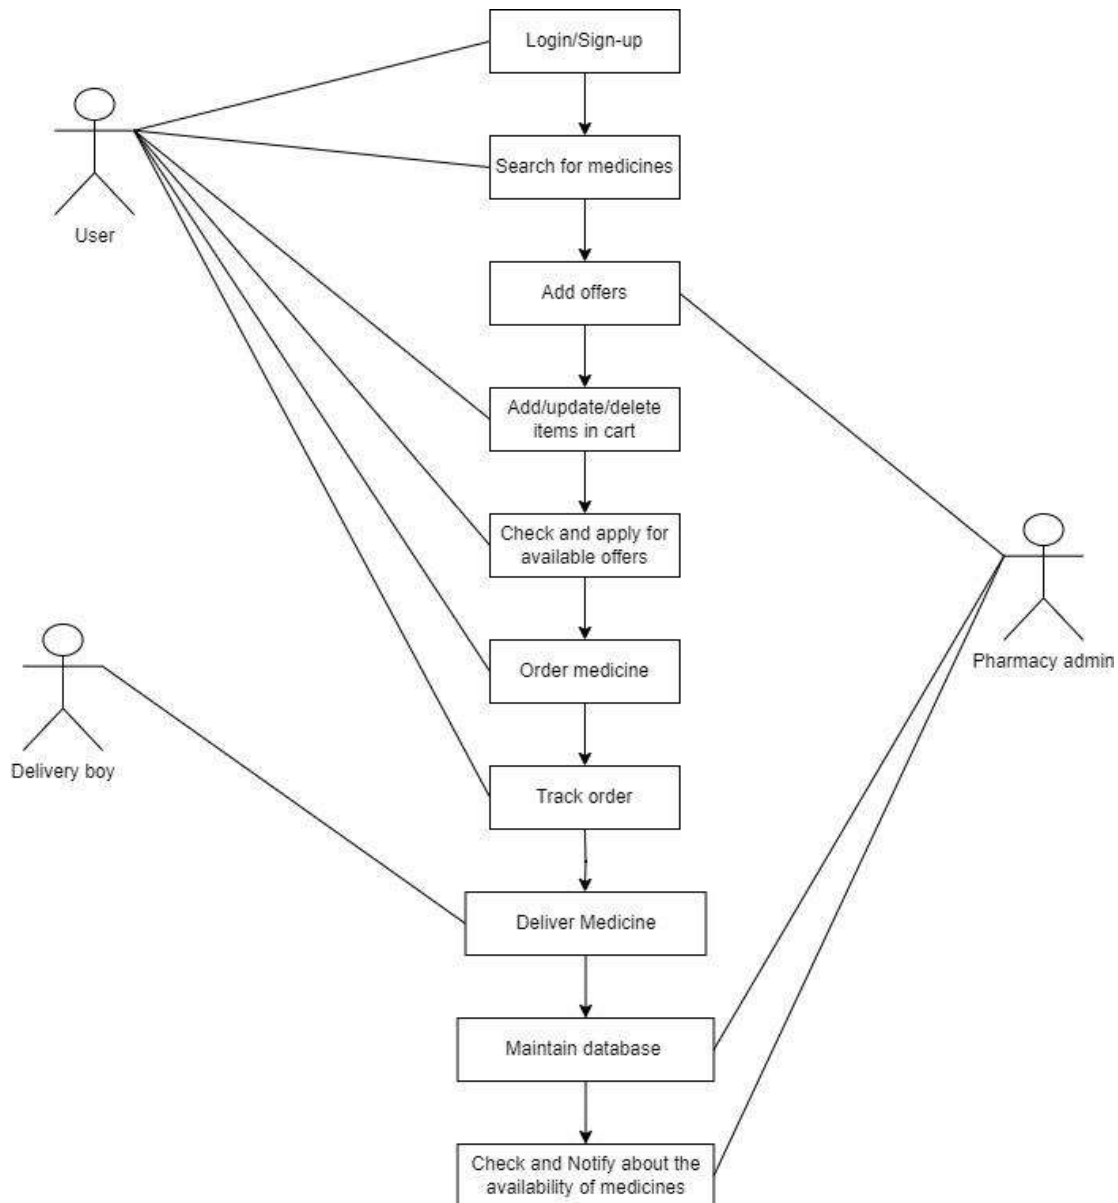 Login/Sign-up
Search for medicines
User
Add offers
Add/update/delete
items in cart
Check and apply for
available offers
Order medicine
Pharmacy admin
Delivery boy
Track order
Deliver Medicine
Maintain database
Check and Notify about the
availability of medicines